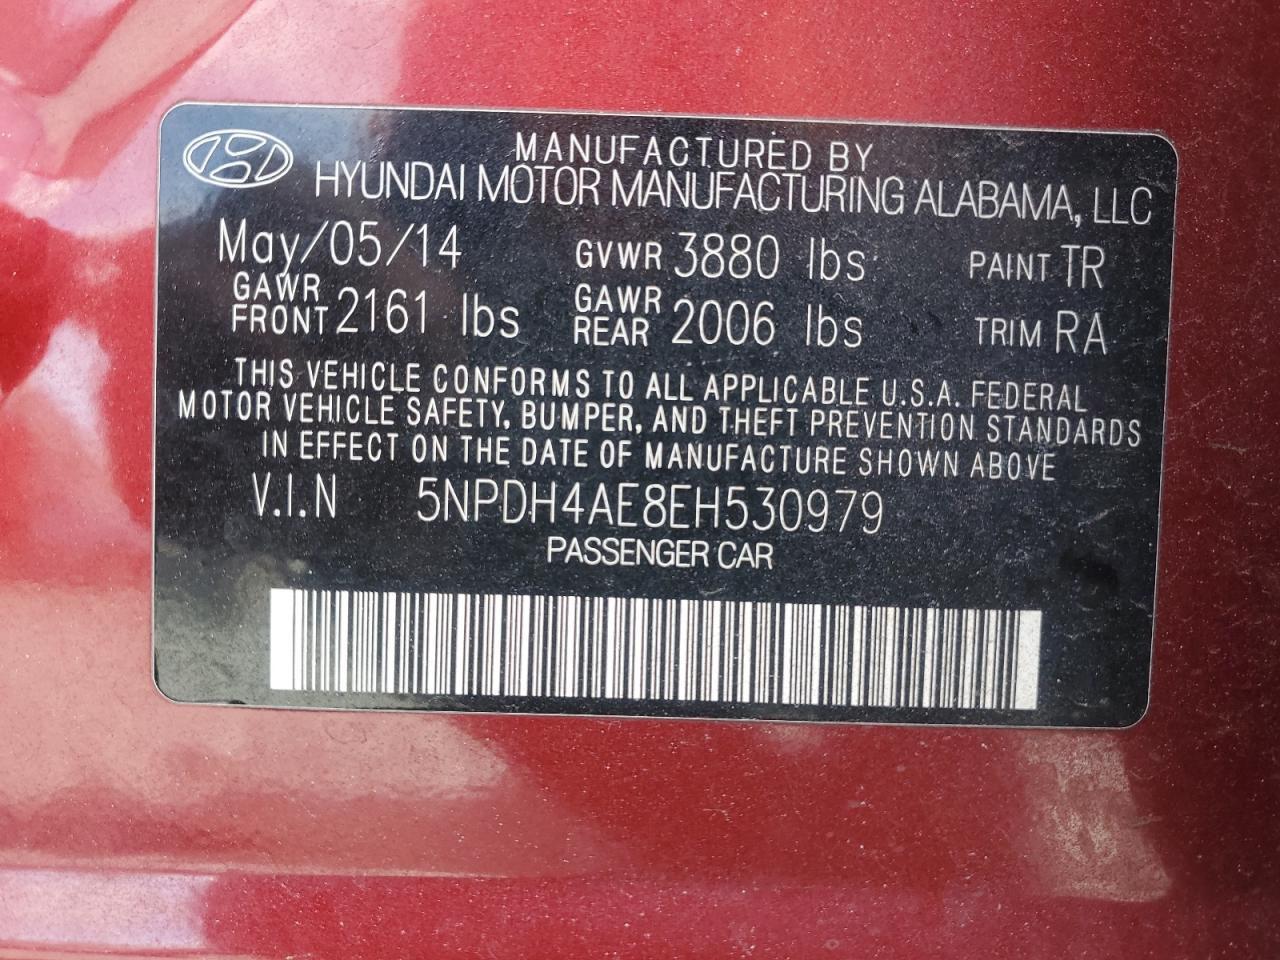 MANUFACTURED BY
HYUNDAI MOTOR MANUFACTURING ALABAMA, LLC
May/05/14 GVWR 3880 lbs PAINT TR
GAWR FRONT 2161 lbs GAWR REAR 2006 lbs TRIM RA
THIS VEHICLE CONFORMS TO ALL APPLICABLE U.S.A. FEDERAL
MOTOR VEHICLE SAFETY, BUMPER, AND THEFT PREVENTION STANDARDS
IN EFFECT ON THE DATE OF MANUFACTURE SHOWN ABOVE
V.I.N 5NPDH4AE8EH530979
PASSENGER CAR